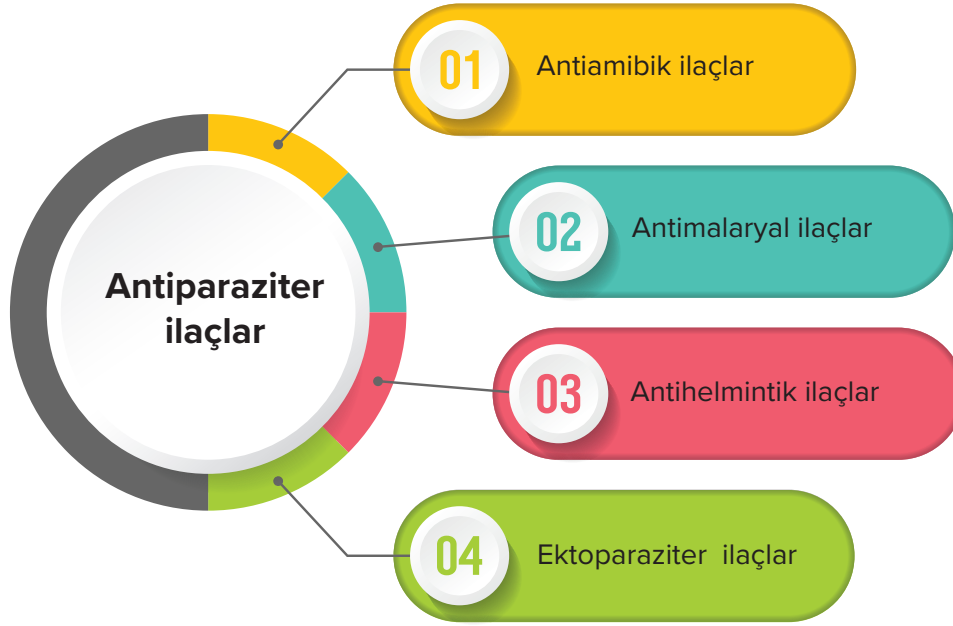 Antiparaziter
ilaçlar
01
Antiamibik ilaçlar
02
Antimalaryal ilaçlar
03
Antihelmintik ilaçlar
04
Ektoparaziter ilaçlar